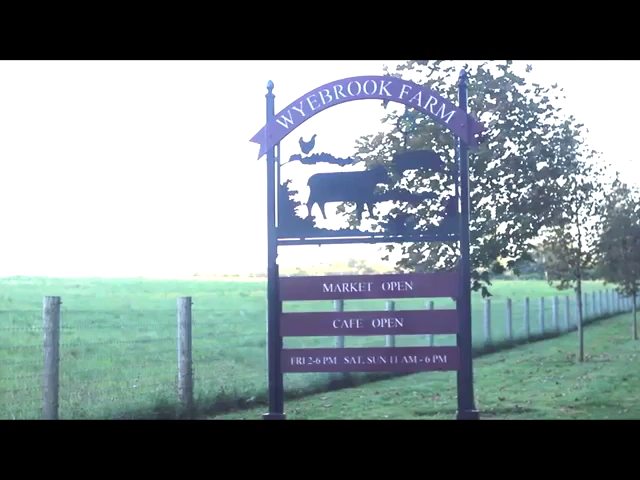 WYEBROOK FARM
MARKET OPEN
CAFE OPEN
FRI 2-6 PM SAT, SUN 11 AM - 6 PM